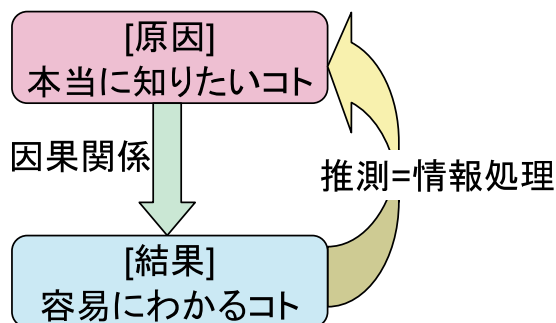 [原因]
本当に知りたいコト
因果関係
推測=情報処理
[結果]
容易にわかるコト